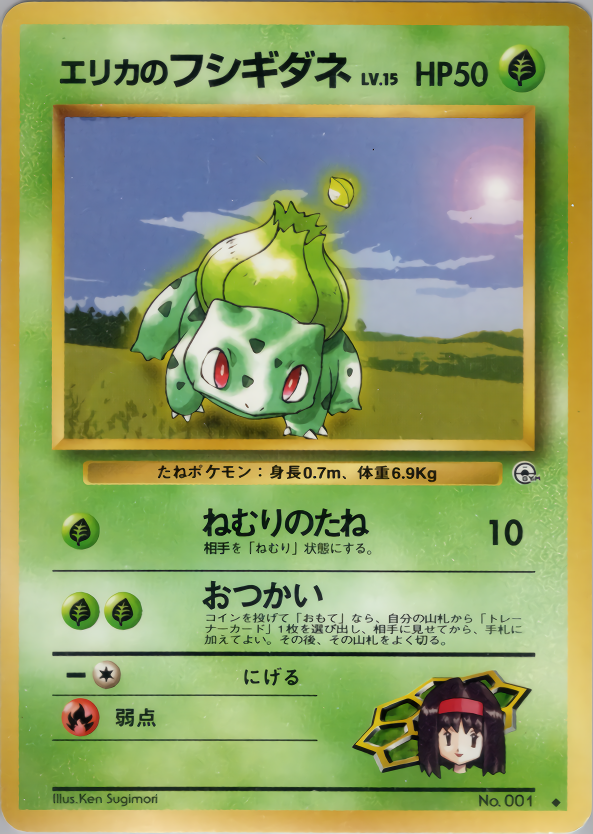 エリカのフシギダネ LV.15 HP50
たねポケモン：身長0.7m、体重6.9Kg
GYM
ねむりのたね 10
相手を「ねむり」状態にする。
おつかい
コインを投げて「おもて」なら、自分の山札から「トレー
ナーカード」1枚を選び出し、相手に見せてから、手札に
加えてよい。その後、その山札をよく切る。
ー にげる
弱点
Illus.Ken Sugimori No. 001 ◆